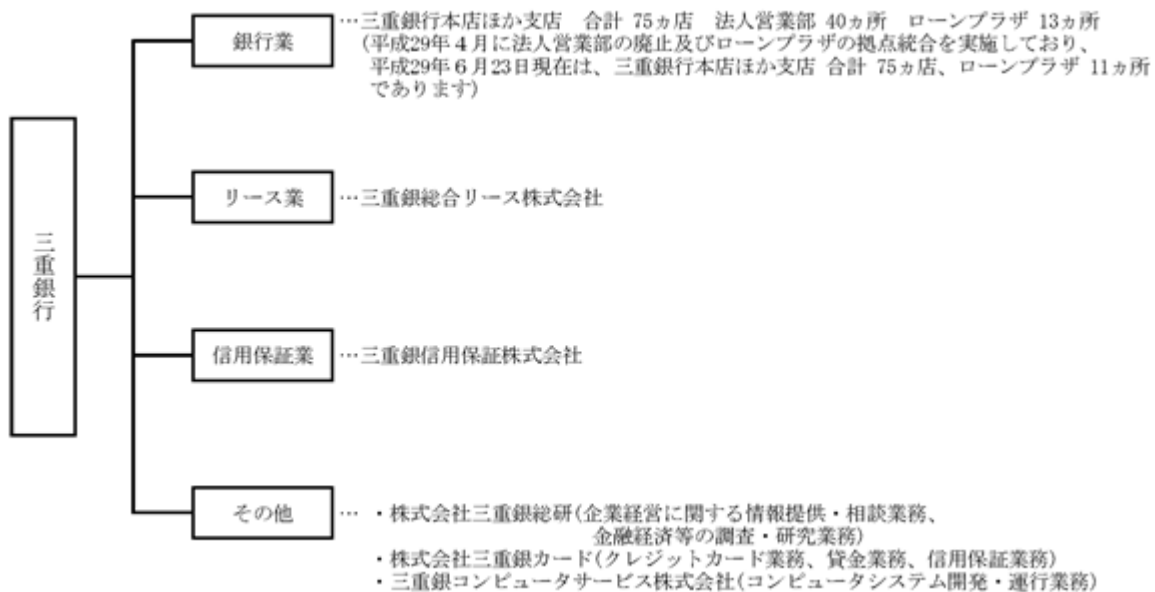 三重銀行
銀行業
…三重銀行本店ほか支店 合計 75ヵ店 法人営業部 40ヵ所 ローンプラザ 13ヵ所
(平成29年4月に法人営業部の廃止及びローンプラザの拠点統合を実施しており、
平成29年6月23日現在は、三重銀行本店ほか支店 合計 75ヵ店、ローンプラザ 11ヵ所
であります)
リース業 …三重銀総合リース株式会社
信用保証業 …三重銀信用保証株式会社
その他 … ・株式会社三重銀総研(企業経営に関する情報提供・相談業務、
金融経済等の調査・研究業務)
・株式会社三重銀カード(クレジットカード業務、貸金業務、信用保証業務)
・三重銀コンピュータサービス株式会社(コンピュータシステム開発・運行業務)